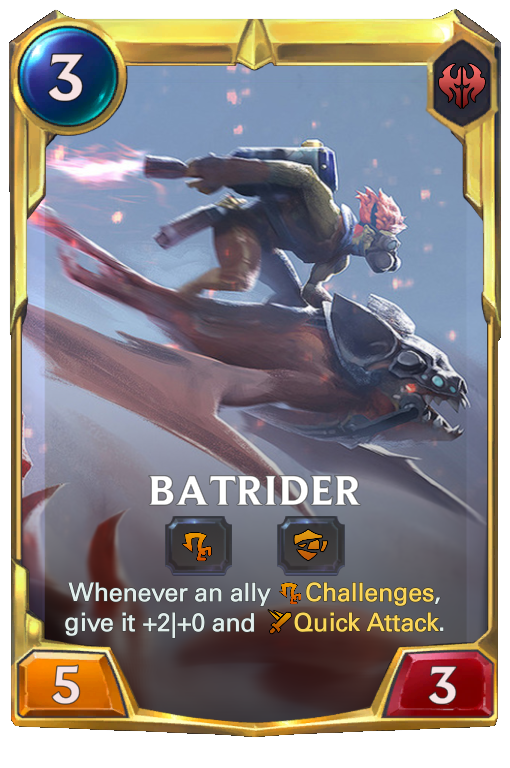 3
BATRIDER
Whenever an ally Challenges,
give it +2|+0 and Quick Attack.
5
3